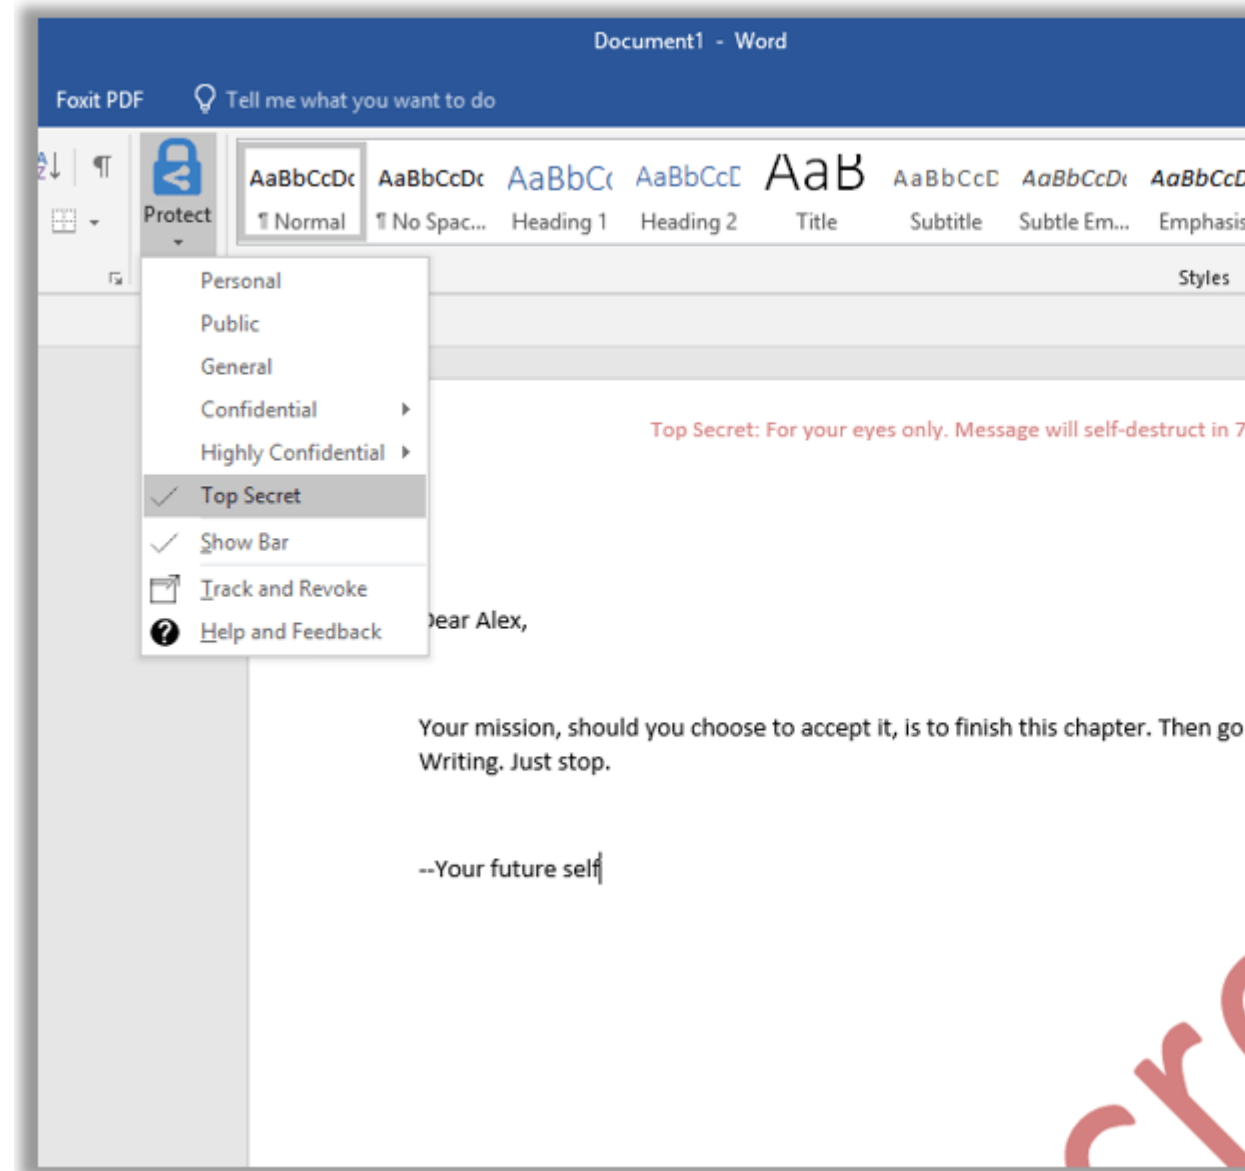 Document1 - Word
Foxit PDF
Tell me what you want to do
A
Z
¶
Protect
AaBbCcDc AaBbCcDc AaBbC( AaBbCcC AaB AaBbCcD AaBbCcDc AaBbCcD
¶ Normal ¶ No Spac... Heading 1 Heading 2 Title Subtitle Subtle Em... Emphasis
Styles
Personal
Public
General
Confidential
Highly Confidential
Top Secret
Show Bar
Track and Revoke
Help and Feedback
Top Secret: For your eyes only. Message will self-destruct in 7
Dear Alex,
Your mission, should you choose to accept it, is to finish this chapter. Then go
Writing. Just stop.
--Your future self
cre